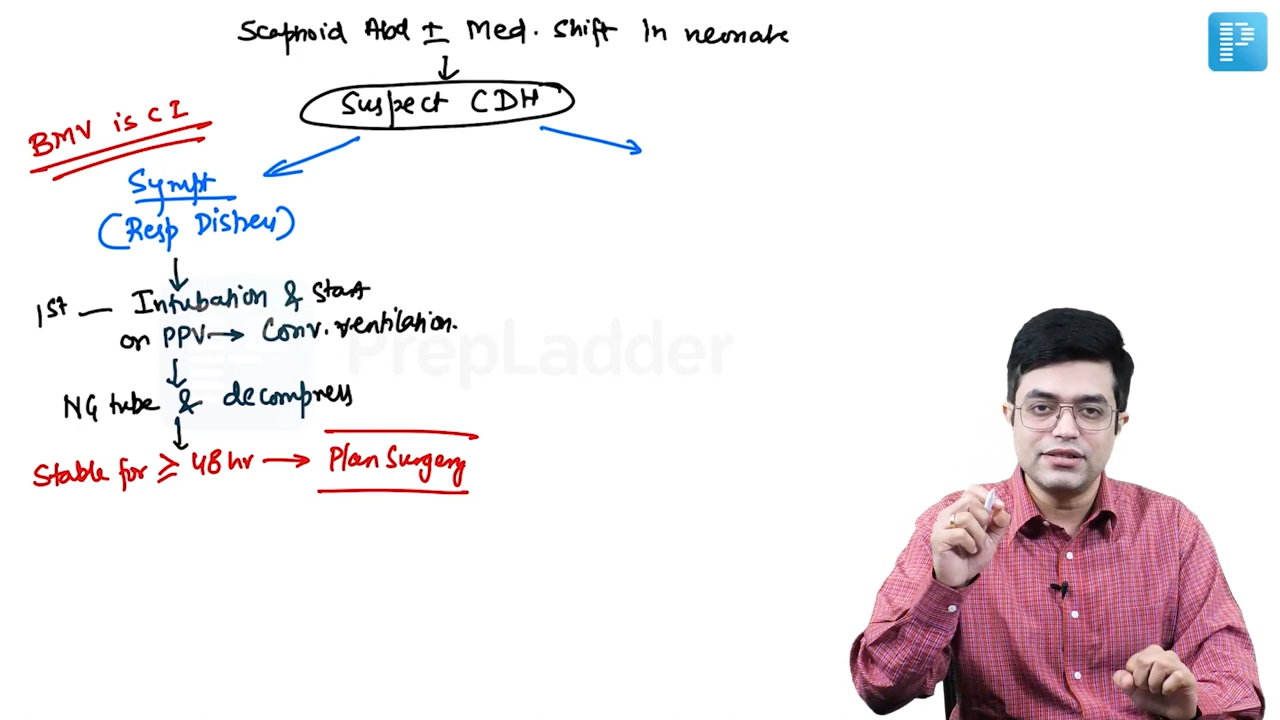 Scaphoid Abd ± Med. Shift In neonate
Suspect CDH
BMV is CI
Sympt
(Resp Distress)
1st — Intubation & Start
on PPV → Conv. ventilation.
NG tube & decompress
Stable for ≥ 48 hr → Plan Surgery
PrepLadder